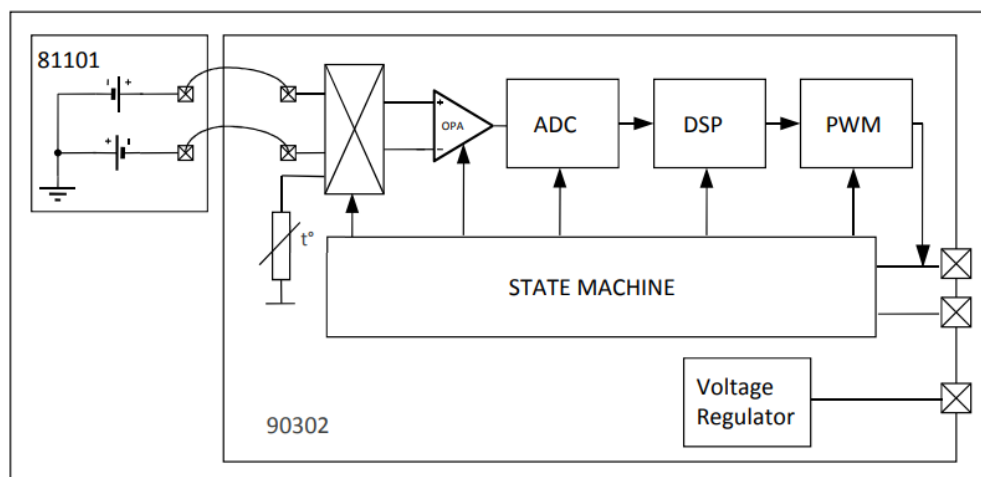 81101
- +
+ -
+
OPA
-
ADC
DSP
PWM
t°
STATE MACHINE
Voltage
Regulator
90302